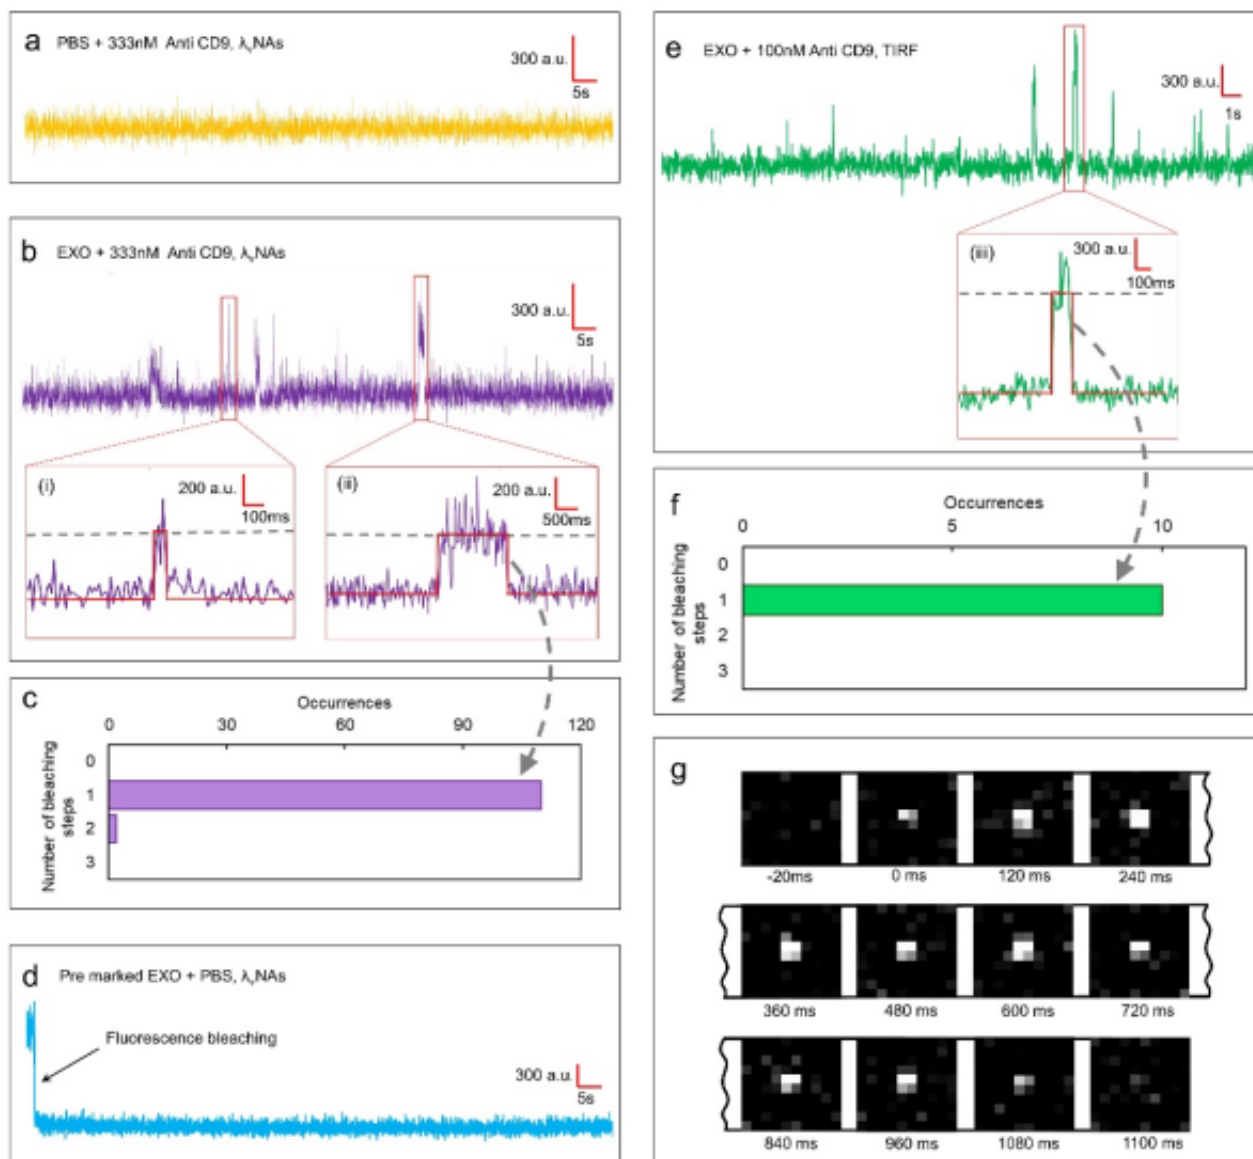 a PBS + 333nM Anti CD9, λᵥNAs
300 a.u.
5s
b EXO + 333nM Anti CD9, λᵥNAs
300 a.u.
5s
(i)
200 a.u.
100ms
(ii)
200 a.u.
500ms
c
Occurrences
0 30 60 90 120
Number of bleaching
steps
0
1
2
3
d Pre marked EXO + PBS, λᵥNAs
Fluorescence bleaching
300 a.u.
5s
e EXO + 100nM Anti CD9, TIRF
300 a.u.
1s
(iii)
300 a.u.
100ms
f
Occurrences
0 5 10
Number of bleaching
steps
0
1
2
3
g
-20ms 0 ms 120 ms 240 ms
360 ms 480 ms 600 ms 720 ms
840 ms 960 ms 1080 ms 1100 ms